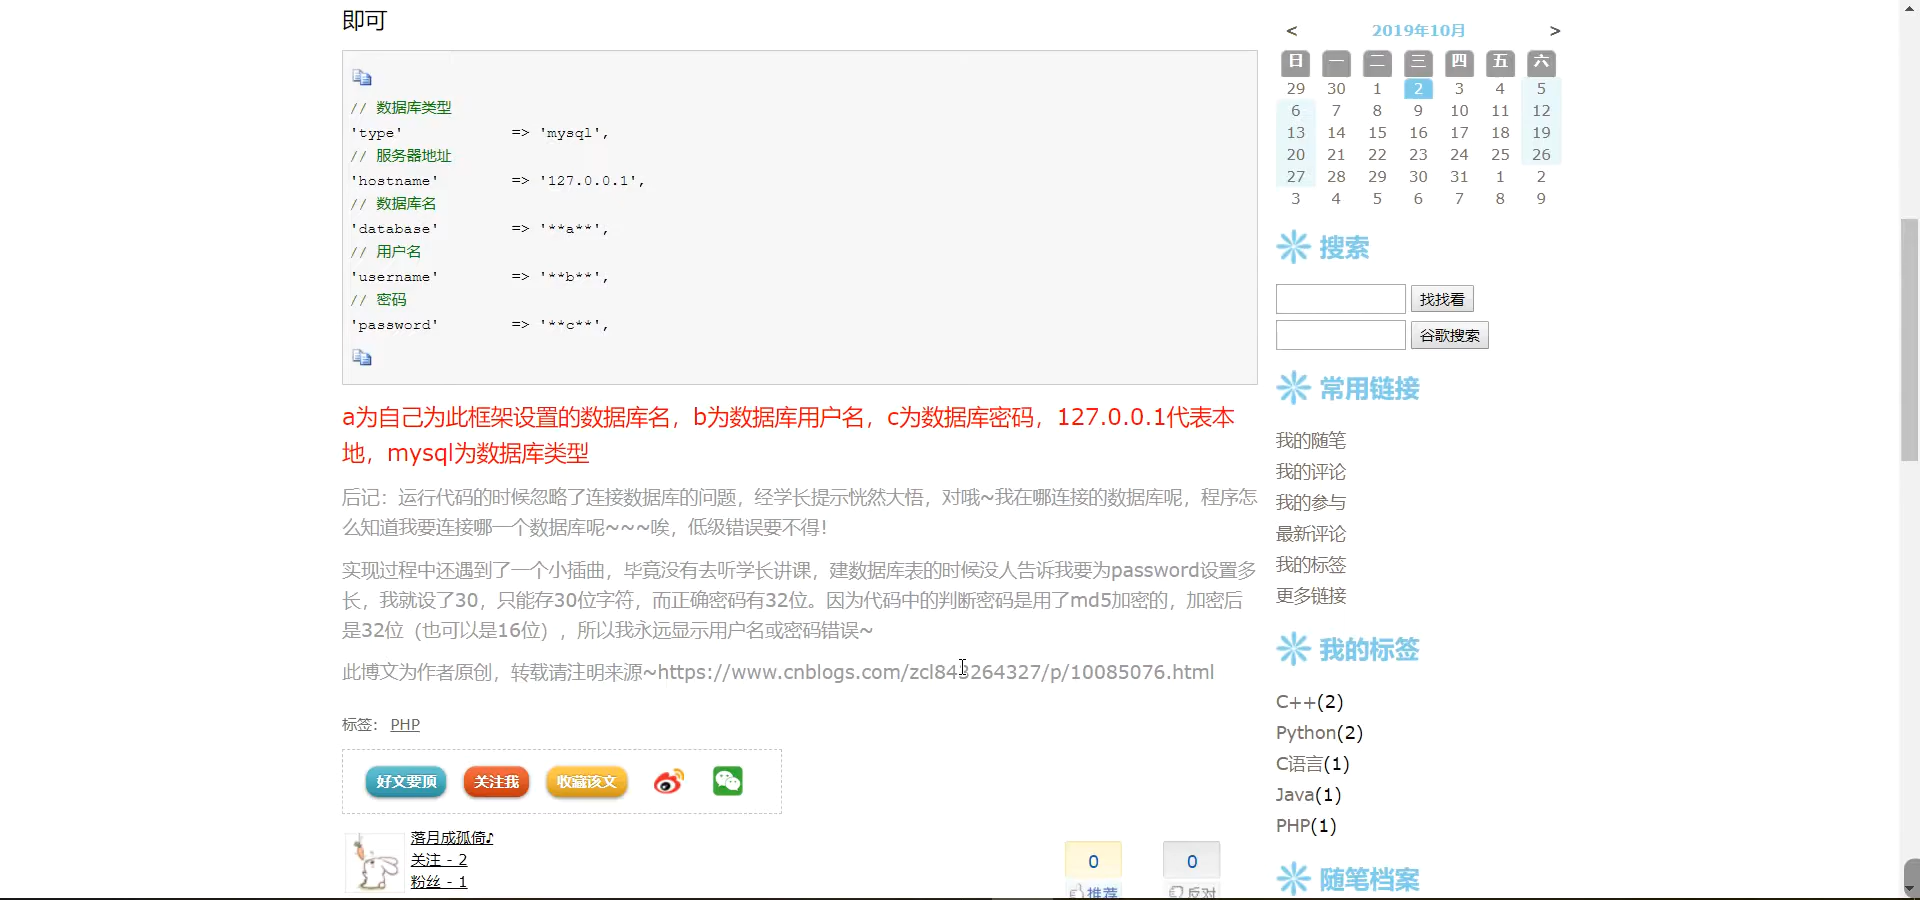 即可
// 数据库类型
'type' => 'mysql',
// 服务器地址
'hostname' => '127.0.0.1',
// 数据库名
'database' => '**a**',
// 用户名
'username' => '**b**',
// 密码
'password' => '**c**',
a为自己为此框架设置的数据库名，b为数据库用户名，c为数据库密码，127.0.0.1代表本
地，mysql为数据库类型
后记：运行代码的时候忽略了连接数据库的问题，经学长提示恍然大悟，对哦~我在哪连接的数据库呢，程序怎
么知道我要连接哪一个数据库呢~~~唉，低级错误要不得！
实现过程中还遇到了一个小插曲，毕竟没有去听学长讲课，建数据库表的时候没人告诉我要为password设置多
长，我就设了30，只能存30位字符，而正确密码有32位。因为代码中的判断密码是用了md5加密的，加密后
是32位（也可以是16位），所以我永远显示用户名或密码错误~
此博文为作者原创，转载请注明来源~https://www.cnblogs.com/zcl843264327/p/10085076.html
标签： PHP
好文要顶 关注我 收藏该文
落月成孤倚♪
关注 - 2
粉丝 - 1
0 0
推荐 反对
< 2019年10月 >
日 一 二 三 四 五 六
29 30 1 2 3 4 5
6 7 8 9 10 11 12
13 14 15 16 17 18 19
20 21 22 23 24 25 26
27 28 29 30 31 1 2
3 4 5 6 7 8 9
搜索
找找看
谷歌搜索
常用链接
我的随笔
我的评论
我的参与
最新评论
我的标签
更多链接
我的标签
C++(2)
Python(2)
C语言(1)
Java(1)
PHP(1)
随笔档案